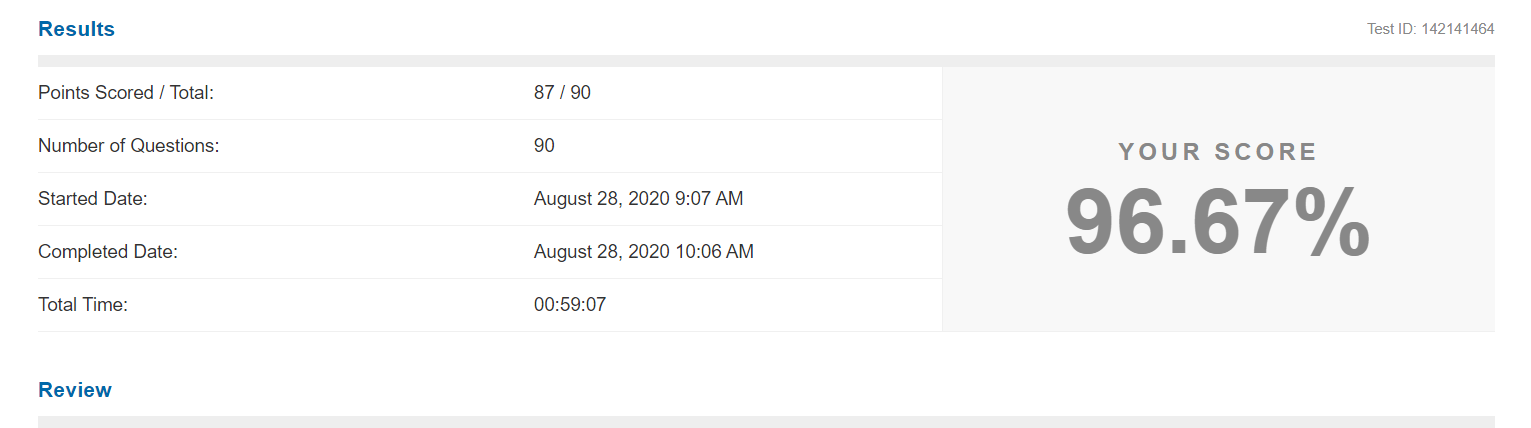 Results
Test ID: 142141464
Points Scored / Total: 87 / 90
Number of Questions: 90
Started Date: August 28, 2020 9:07 AM
Completed Date: August 28, 2020 10:06 AM
Total Time: 00:59:07
YOUR SCORE
96.67%
Review